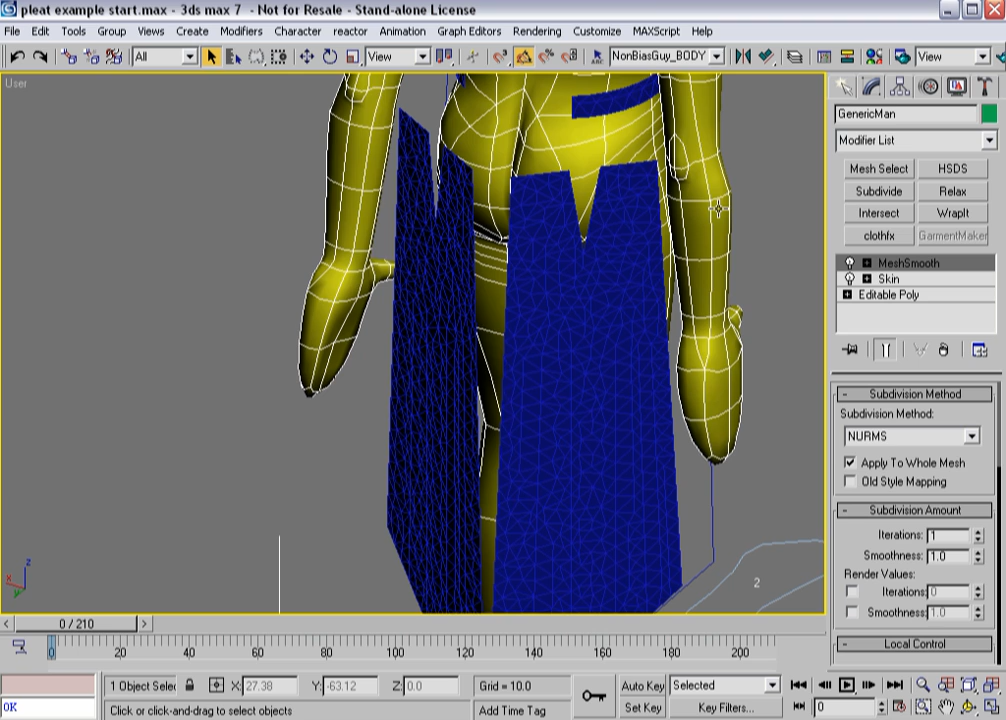 pleat example start.max - 3ds max 7 - Not for Resale - Stand-alone License
File Edit Tools Group Views Create Modifiers Character reactor Animation Graph Editors Rendering Customize MAXScript Help
All View NonBiasGuy_BODY View
User
GenericMan
Modifier List
Mesh Select HSDS
Subdivide Relax
Intersect WrapIt
clothfx GarmentMaker
MeshSmooth
Skin
Editable Poly
- Subdivision Method
Subdivision Method:
NURMS
Apply To Whole Mesh
Old Style Mapping
- Subdivision Amount
Iterations: 1
Smoothness: 1.0
Render Values:
Iterations: 0
Smoothness: 1.0
- Local Control
z
x
y
2
< 0 / 210 >
0 20 40 60 80 100 120 140 160 180 200
1 Object Selec X: 27.38 Y: -63.12 Z: 0.0 Grid = 10.0 Auto Key Selected
OK Click or click-and-drag to select objects Add Time Tag Set Key Key Filters... 0